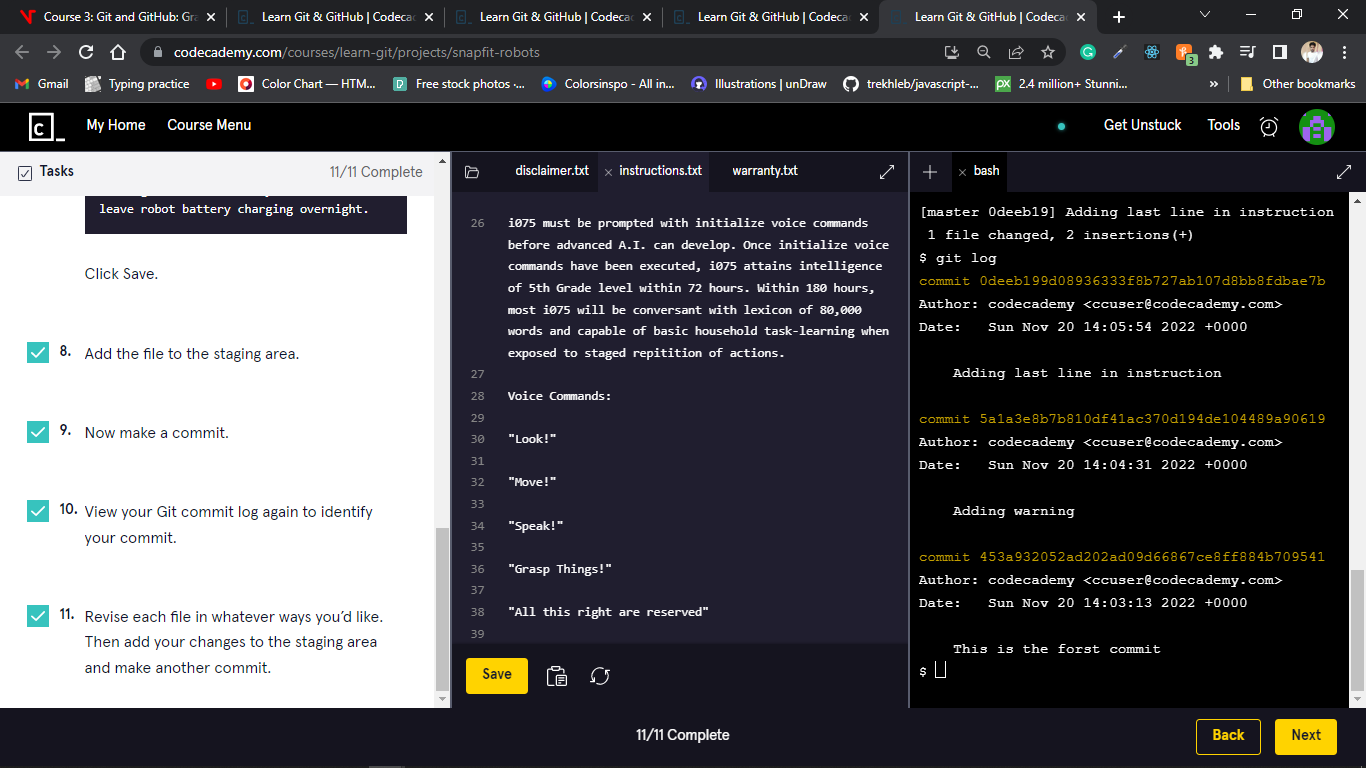 Course 3: Git and GitHub: Gra
Learn Git & GitHub | Codecac
Learn Git & GitHub | Codecac
Learn Git & GitHub | Codecac
Learn Git & GitHub | Codecac
codecademy.com/courses/learn-git/projects/snapfit-robots
3
Gmail
Typing practice
Color Chart — HTM...
Free stock photos ·...
Colorsinspo - All in...
Illustrations | unDraw
trekhleb/javascript-...
px 2.4 million+ Stunni...
»
Other bookmarks
c_
My Home
Course Menu
Get Unstuck
Tools
Tasks
11/11 Complete
leave robot battery charging overnight.
Click Save.
8. Add the file to the staging area.
9. Now make a commit.
10. View your Git commit log again to identify
your commit.
11. Revise each file in whatever ways you’d like.
Then add your changes to the staging area
and make another commit.
disclaimer.txt
instructions.txt
warranty.txt
26 i075 must be prompted with initialize voice commands
before advanced A.I. can develop. Once initialize voice
commands have been executed, i075 attains intelligence
of 5th Grade level within 72 hours. Within 180 hours,
most i075 will be conversant with lexicon of 80,000
words and capable of basic household task-learning when
exposed to staged repitition of actions.
27
28 Voice Commands:
29
30 "Look!"
31
32 "Move!"
33
34 "Speak!"
35
36 "Grasp Things!"
37
38 "All this right are reserved"
39
Save
bash
[master 0deeb19] Adding last line in instruction
1 file changed, 2 insertions(+)
$ git log
commit 0deeb199d08936333f8b727ab107d8bb8fdbae7b
Author: codecademy <ccuser@codecademy.com>
Date: Sun Nov 20 14:05:54 2022 +0000
Adding last line in instruction
commit 5a1a3e8b7b810df41ac370d194de104489a90619
Author: codecademy <ccuser@codecademy.com>
Date: Sun Nov 20 14:04:31 2022 +0000
Adding warning
commit 453a932052ad202ad09d66867ce8ff884b709541
Author: codecademy <ccuser@codecademy.com>
Date: Sun Nov 20 14:03:13 2022 +0000
This is the forst commit
$
11/11 Complete
Back
Next